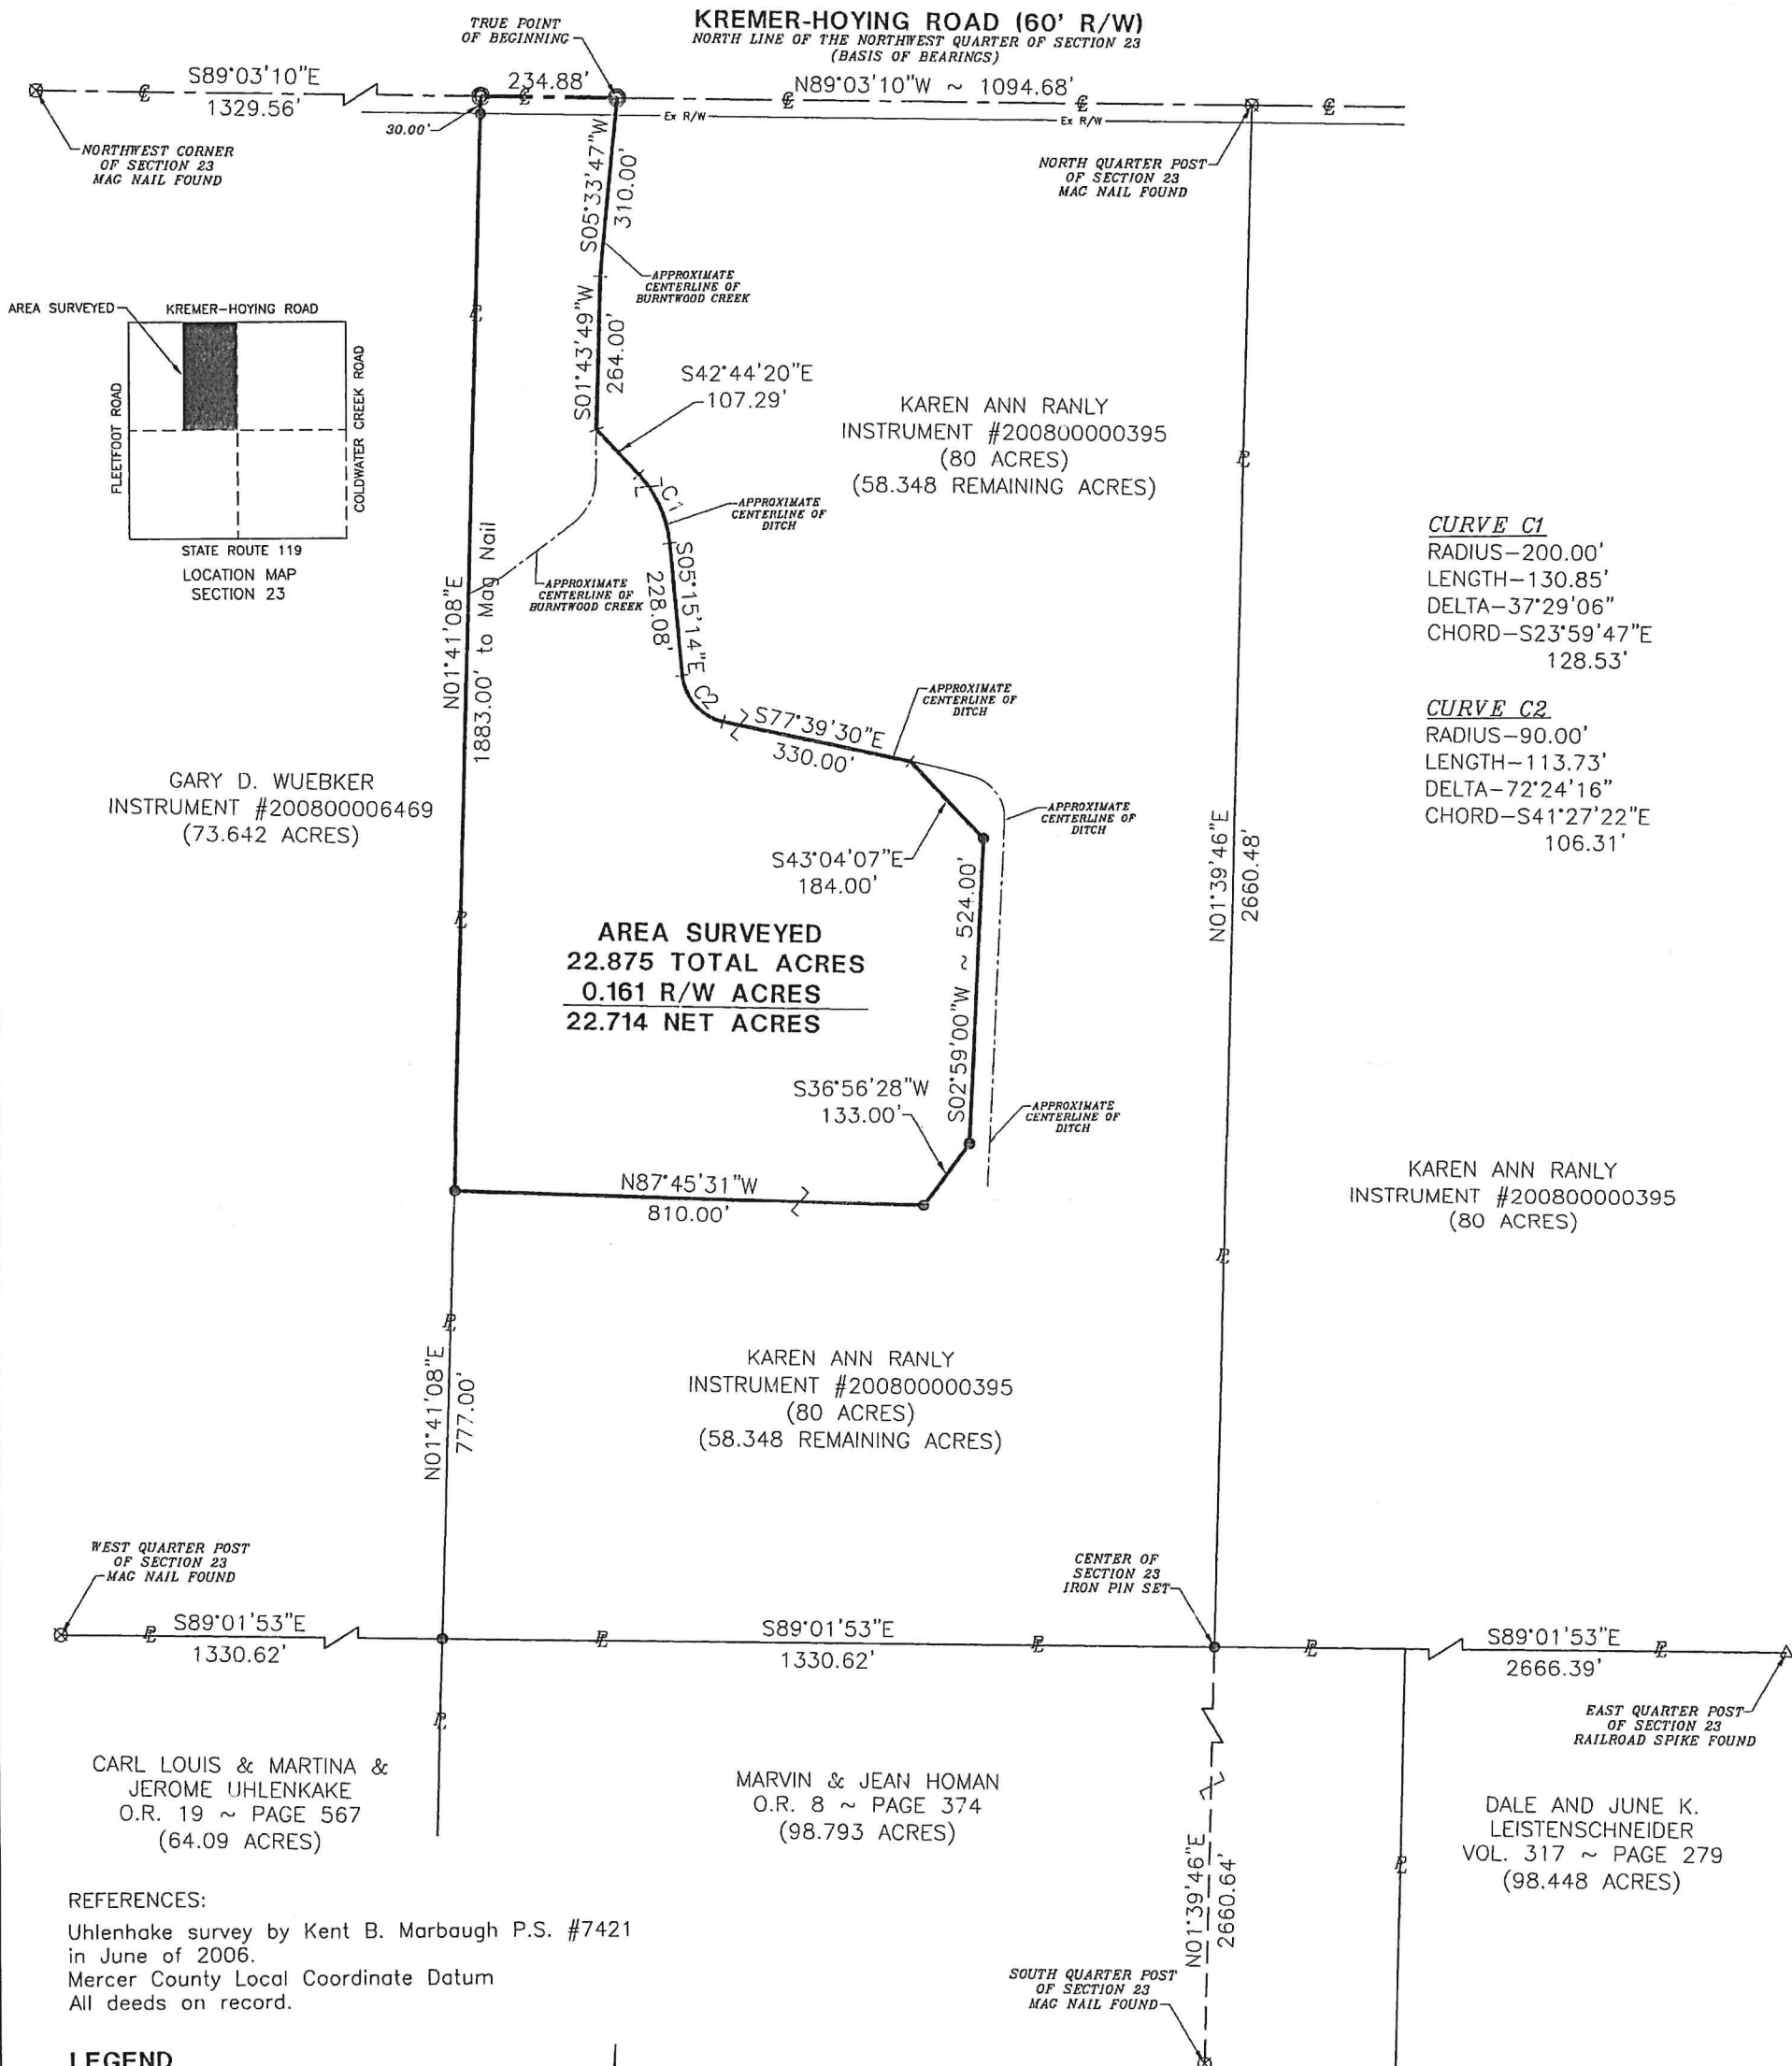 KREMER-HOYING ROAD (60' R/W)
NORTH LINE OF THE NORTHWEST QUARTER OF SECTION 23
(BASIS OF BEARINGS)
TRUE POINT
OF BEGINNING
S89°03'10"E
1329.56'
234.88'
N89°03'10"W ~ 1094.68'
30.00'
Ex R/W
Ex R/W
NORTHWEST CORNER
OF SECTION 23
MAG NAIL FOUND
NORTH QUARTER POST
OF SECTION 23
MAG NAIL FOUND
S05°33'47"W
310.00'
APPROXIMATE
CENTERLINE OF
BURNTWOOD CREEK
S01°43'49"W
264.00'
AREA SURVEYED
KREMER-HOYING ROAD
FLEETFOOT ROAD
COLDWATER CREEK ROAD
STATE ROUTE 119
LOCATION MAP
SECTION 23
S42°44'20"E
107.29'
KAREN ANN RANLY
INSTRUMENT #200800000395
(80 ACRES)
(58.348 REMAINING ACRES)
C1
APPROXIMATE
CENTERLINE OF
DITCH
CURVE C1
RADIUS-200.00'
LENGTH-130.85'
DELTA-37°29'06"
CHORD-S23°59'47"E
128.53'
N01°41'08"E
1883.00' to Mag Nail
APPROXIMATE
CENTERLINE OF
BURNTWOOD CREEK
S05°15'14"E
228.08'
C2
APPROXIMATE
CENTERLINE OF
DITCH
S77°39'30"E
330.00'
CURVE C2
RADIUS-90.00'
LENGTH-113.73'
DELTA-72°24'16"
CHORD-S41°27'22"E
106.31'
GARY D. WUEBKER
INSTRUMENT #200800006469
(73.642 ACRES)
APPROXIMATE
CENTERLINE OF
DITCH
S43°04'07"E
184.00'
N01°39'46"E
2660.48'
AREA SURVEYED
22.875 TOTAL ACRES
0.161 R/W ACRES
22.714 NET ACRES
S02°59'00"W ~ 524.00'
S36°56'28"W
133.00'
APPROXIMATE
CENTERLINE OF
DITCH
N87°45'31"W
810.00'
KAREN ANN RANLY
INSTRUMENT #200800000395
(80 ACRES)
KAREN ANN RANLY
INSTRUMENT #200800000395
(80 ACRES)
(58.348 REMAINING ACRES)
N01°41'08"E
777.00'
WEST QUARTER POST
OF SECTION 23
MAG NAIL FOUND
CENTER OF
SECTION 23
IRON PIN SET
S89°01'53"E
1330.62'
S89°01'53"E
1330.62'
S89°01'53"E
2666.39'
EAST QUARTER POST
OF SECTION 23
RAILROAD SPIKE FOUND
CARL LOUIS & MARTINA &
JEROME UHLENKAKE
O.R. 19 ~ PAGE 567
(64.09 ACRES)
MARVIN & JEAN HOMAN
O.R. 8 ~ PAGE 374
(98.793 ACRES)
DALE AND JUNE K.
LEISTENSCHNEIDER
VOL. 317 ~ PAGE 279
(98.448 ACRES)
N01°39'46"E
2660.64'
REFERENCES:
Uhlenhake survey by Kent B. Marbaugh P.S. #7421
in June of 2006.
Mercer County Local Coordinate Datum
All deeds on record.
SOUTH QUARTER POST
OF SECTION 23
MAG NAIL FOUND
LEGEND